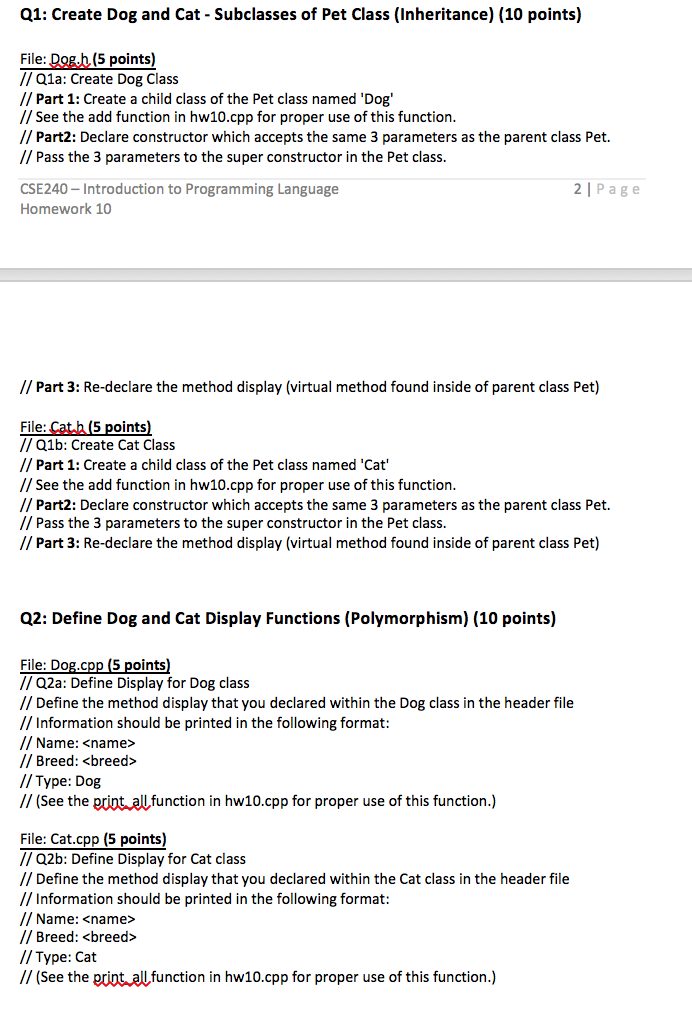 Q1: Create Dog and Cat - Subclasses of Pet Class (Inheritance) (10 points)
File: Dog.h (5 points)
// Q1a: Create Dog Class
// Part 1: Create a child class of the Pet class named 'Dog'
// See the add function in hw10.cpp for proper use of this function.
// Part2: Declare constructor which accepts the same 3 parameters as the parent class Pet.
// Pass the 3 parameters to the super constructor in the Pet class.
CSE240 – Introduction to Programming Language 2 | Page
Homework 10
// Part 3: Re-declare the method display (virtual method found inside of parent class Pet)
File: Cat.h (5 points)
// Q1b: Create Cat Class
// Part 1: Create a child class of the Pet class named 'Cat'
// See the add function in hw10.cpp for proper use of this function.
// Part2: Declare constructor which accepts the same 3 parameters as the parent class Pet.
// Pass the 3 parameters to the super constructor in the Pet class.
// Part 3: Re-declare the method display (virtual method found inside of parent class Pet)
Q2: Define Dog and Cat Display Functions (Polymorphism) (10 points)
File: Dog.cpp (5 points)
// Q2a: Define Display for Dog class
// Define the method display that you declared within the Dog class in the header file
// Information should be printed in the following format:
// Name: <name>
// Breed: <breed>
// Type: Dog
// (See the print_all function in hw10.cpp for proper use of this function.)
File: Cat.cpp (5 points)
// Q2b: Define Display for Cat class
// Define the method display that you declared within the Cat class in the header file
// Information should be printed in the following format:
// Name: <name>
// Breed: <breed>
// Type: Cat
// (See the print_all function in hw10.cpp for proper use of this function.)